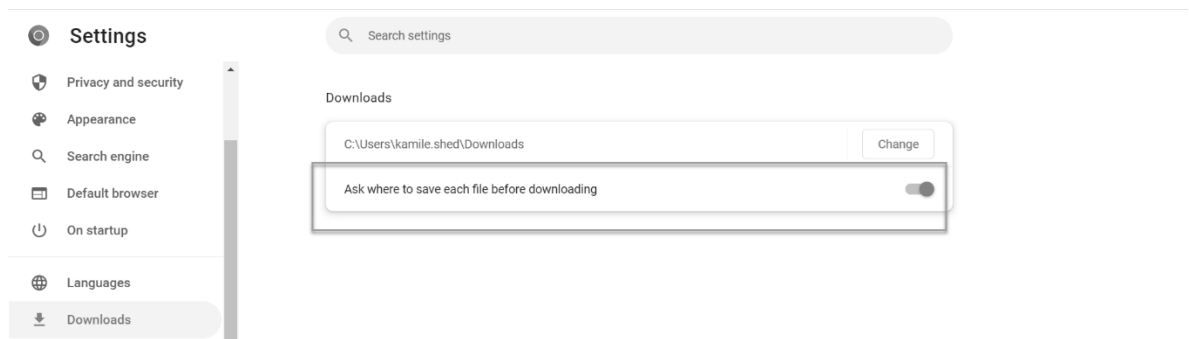 Settings
Search settings
Privacy and security
Appearance
Search engine
Default browser
On startup
Languages
Downloads
Downloads
C:\Users\kamile.shed\Downloads
Change
Ask where to save each file before downloading